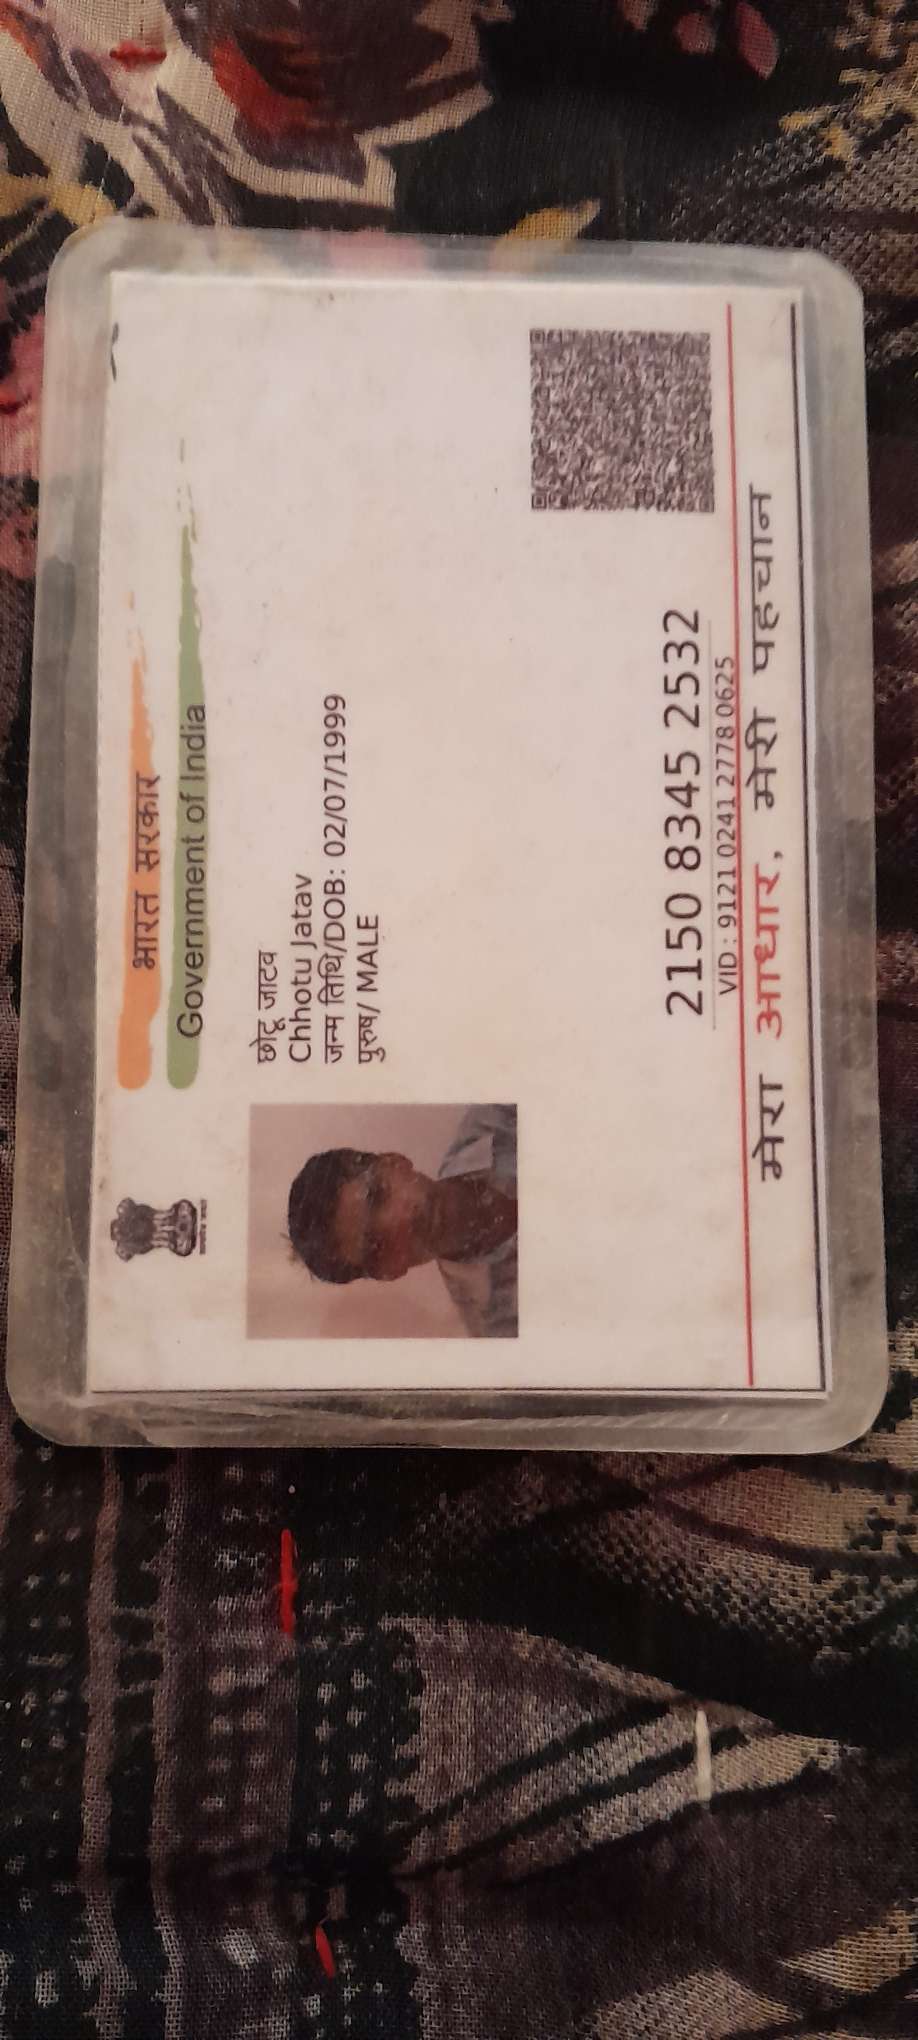 भारत सरकार
Government of India
छोटू जाटव
Chhotu Jatav
जन्म तिथि/DOB: 02/07/1999
पुरुष/ MALE
2150 8345 2532
VID : 9121 0241 2778 0625
मेरा आधार, मेरी पहचान